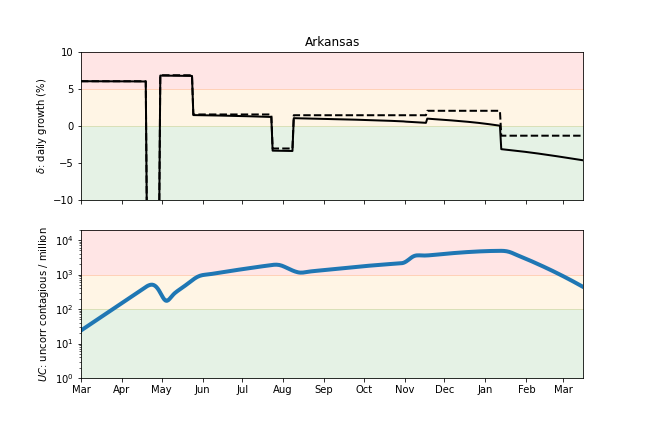 Arkansas
δ: daily growth (%)
10
5
0
−5
−10
UC: uncorr contagious / million
10⁴
10³
10²
10¹
10⁰
Mar Apr May Jun Jul Aug Sep Oct Nov Dec Jan Feb Mar